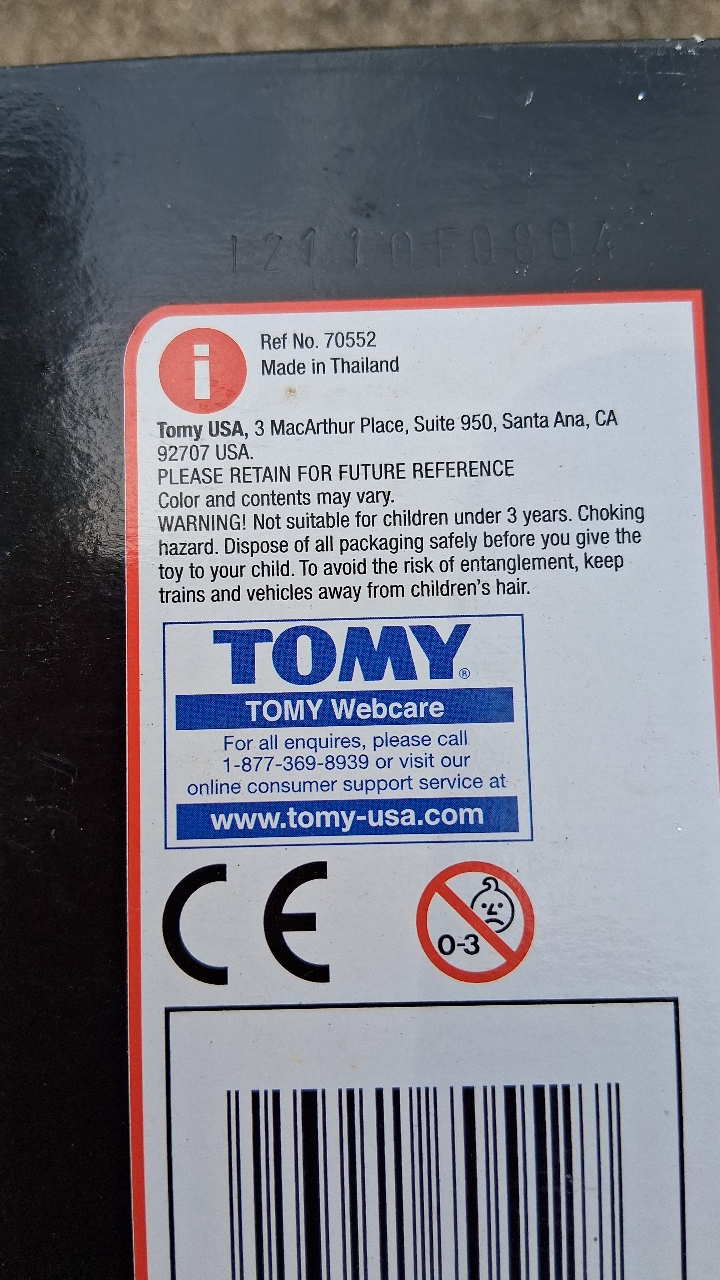 12110F0804
i
Ref No. 70552
Made in Thailand
Tomy USA, 3 MacArthur Place, Suite 950, Santa Ana, CA
92707 USA.
PLEASE RETAIN FOR FUTURE REFERENCE
Color and contents may vary.
WARNING! Not suitable for children under 3 years. Choking
hazard. Dispose of all packaging safely before you give the
toy to your child. To avoid the risk of entanglement, keep
trains and vehicles away from children's hair.
TOMY®
TOMY Webcare
For all enquires, please call
1-877-369-8939 or visit our
online consumer support service at
www.tomy-usa.com
CE
0-3